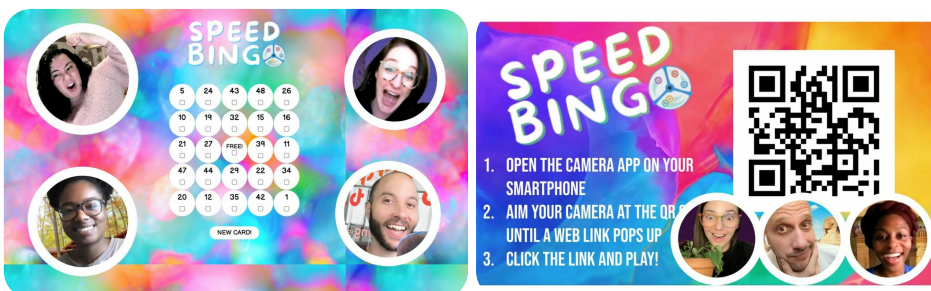 SPEED
BINGO
5 24 43 48 26
10 19 32 15 16
21 27 FREE! 39 11
47 44 29 22 34
20 12 35 42 1
NEW CARD!
SPEED
BINGO
1. OPEN THE CAMERA APP ON YOUR
SMARTPHONE
2. AIM YOUR CAMERA AT THE QR
UNTIL A WEB LINK POPS UP
3. CLICK THE LINK AND PLAY!